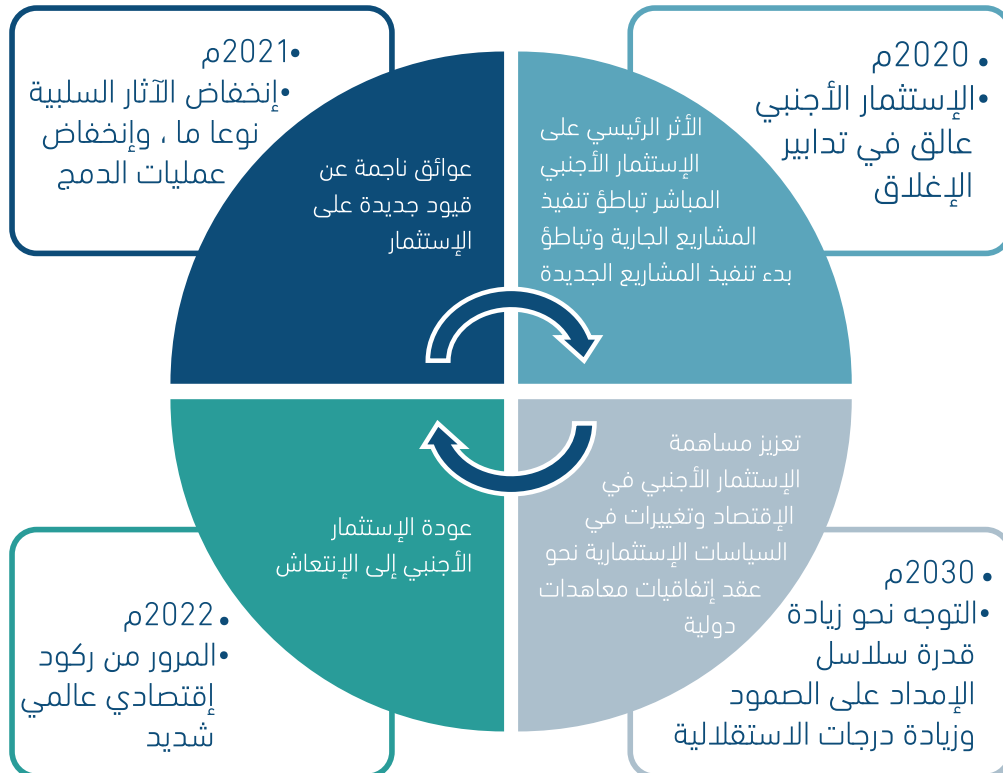 2020م
الإستثمار الأجنبي
عالق في تدابير
الإغلاق
الأثر الرئيسي على
الإستثمار الأجنبي
المباشر تباطؤ تنفيذ
المشاريع الجارية وتباطؤ
بدء تنفيذ المشاريع الجديدة
2021م
إنخفاض الآثار السلبية
نوعا ما ، وإنخفاض
عمليات الدمج
عوائق ناجمة عن
قيود جديدة على
الإستثمار
2022م
المرور من ركود
إقتصادي عالمي
شديد
عودة الإستثمار
الأجنبي إلى الإنتعاش
2030م
التوجه نحو زيادة
قدرة سلاسل
الإمداد على الصمود
وزيادة درجات الاستقلالية
تعزيز مساهمة
الإستثمار الأجنبي في
الإقتصاد وتغييرات في
السياسات الإستثمارية نحو
عقد إتفاقيات معاهدات
دولية